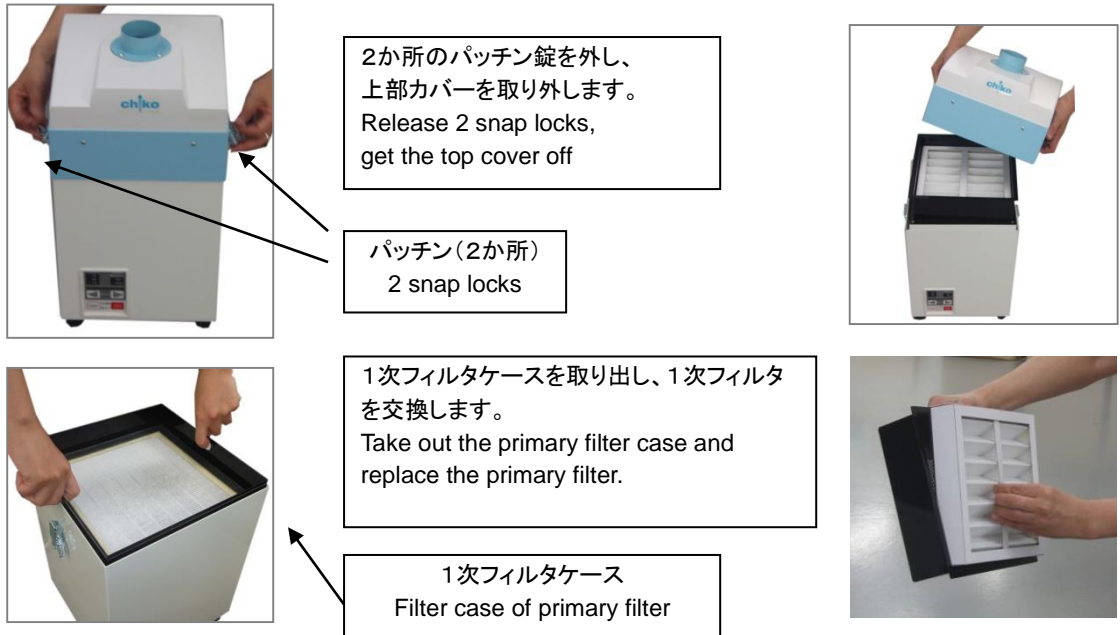 chiko
２か所のパッチン錠を外し、
上部カバーを取り外します。
Release 2 snap locks,
get the top cover off
chiko
パッチン（２か所）
2 snap locks
１次フィルタケースを取り出し、１次フィルタ
を交換します。
Take out the primary filter case and
replace the primary filter.
１次フィルタケース
Filter case of primary filter